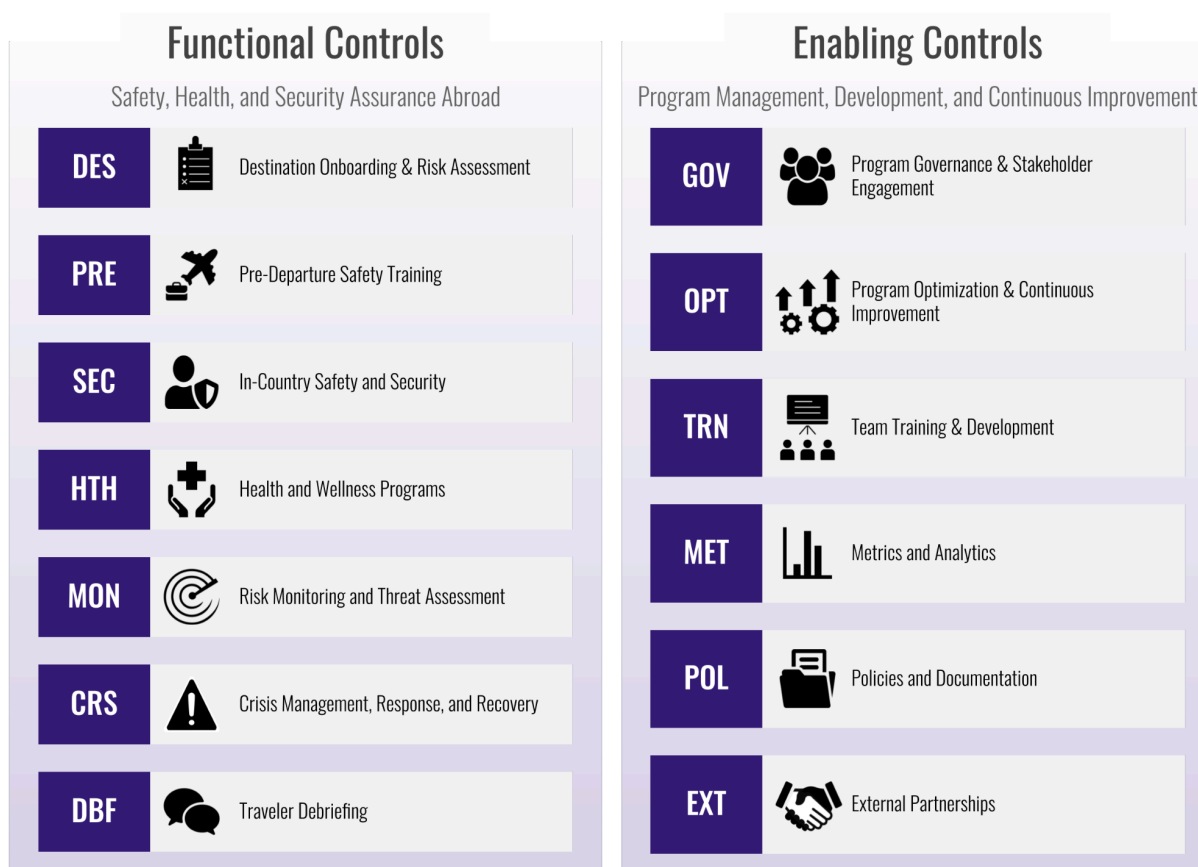 Functional Controls
Safety, Health, and Security Assurance Abroad
DES
Destination Onboarding & Risk Assessment
PRE
Pre-Departure Safety Training
SEC
In-Country Safety and Security
HTH
Health and Wellness Programs
MON
Risk Monitoring and Threat Assessment
CRS
Crisis Management, Response, and Recovery
DBF
Traveler Debriefing
Enabling Controls
Program Management, Development, and Continuous Improvement
GOV
Program Governance & Stakeholder
Engagement
OPT
Program Optimization & Continuous
Improvement
TRN
Team Training & Development
MET
Metrics and Analytics
POL
Policies and Documentation
EXT
External Partnerships